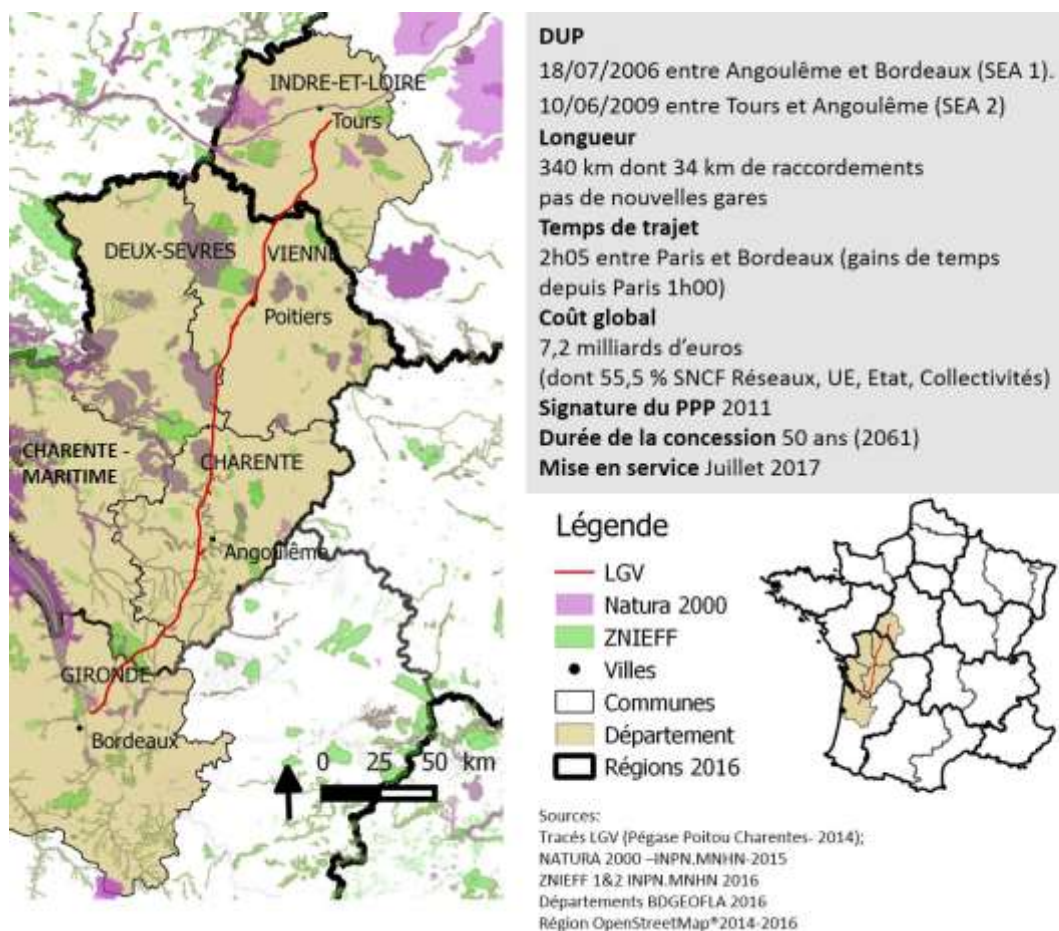 INDRE-ET-LOIRE
Tours
DEUX-SEVRES
VIENNE
Poitiers
CHARENTE -
MARITIME
CHARENTE
Angoulême
GIRONDE
Bordeaux
0 25 50 km
DUP
18/07/2006 entre Angoulême et Bordeaux (SEA 1).
10/06/2009 entre Tours et Angoulême (SEA 2)
Longueur
340 km dont 34 km de raccordements
pas de nouvelles gares
Temps de trajet
2h05 entre Paris et Bordeaux (gains de temps
depuis Paris 1h00)
Coût global
7,2 milliards d’euros
(dont 55,5 % SNCF Réseaux, UE, Etat, Collectivités)
Signature du PPP 2011
Durée de la concession 50 ans (2061)
Mise en service Juillet 2017
Légende
LGV
Natura 2000
ZNIEFF
Villes
Communes
Département
Régions 2016
Sources:
Tracés LGV (Pégase Poitou Charentes- 2014);
NATURA 2000 –INPN.MNHN-2015
ZNIEFF 1&2 INPN.MNHN 2016
Départements BDGEOFLA 2016
Région OpenStreetMap®2014-2016